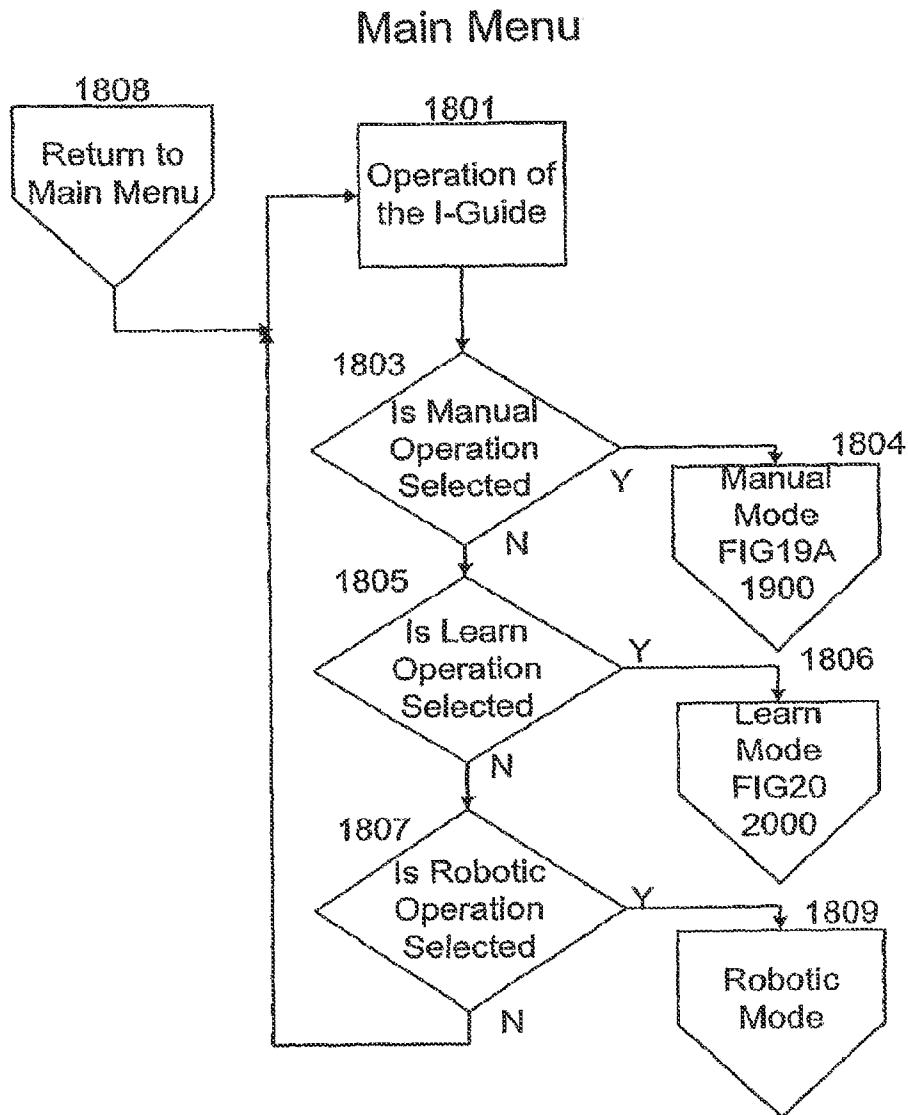 Main Menu
1808
Return to
Main Menu
1801
Operation of
the I-Guide
1803
Is Manual
Operation
Selected
Y
N
1804
Manual
Mode
FIG19A
1900
1805
Is Learn
Operation
Selected
Y
N
1806
Learn
Mode
FIG20
2000
1807
Is Robotic
Operation
Selected
Y
N
1809
Robotic
Mode